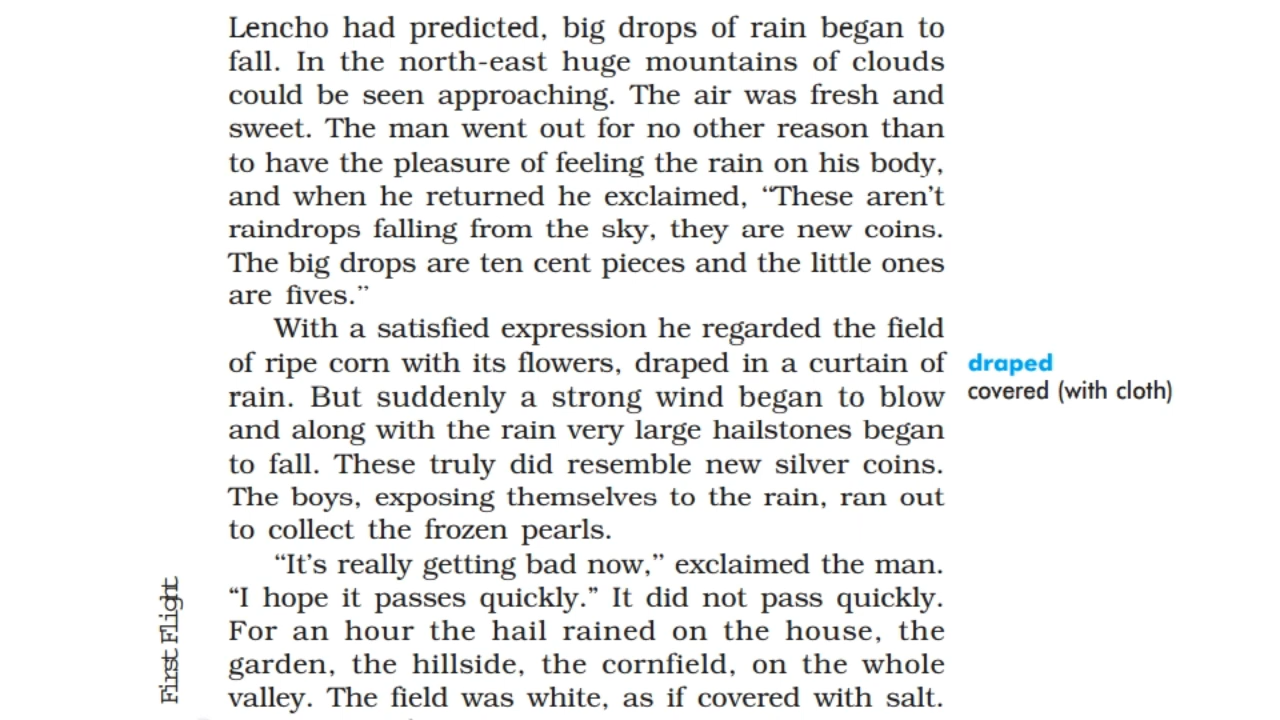 Lencho had predicted, big drops of rain began to
fall. In the north-east huge mountains of clouds
could be seen approaching. The air was fresh and
sweet. The man went out for no other reason than
to have the pleasure of feeling the rain on his body,
and when he returned he exclaimed, “These aren’t
raindrops falling from the sky, they are new coins.
The big drops are ten cent pieces and the little ones
are fives.”
With a satisfied expression he regarded the field
of ripe corn with its flowers, draped in a curtain of
rain. But suddenly a strong wind began to blow
and along with the rain very large hailstones began
to fall. These truly did resemble new silver coins.
The boys, exposing themselves to the rain, ran out
to collect the frozen pearls.
“It’s really getting bad now,” exclaimed the man.
“I hope it passes quickly.” It did not pass quickly.
For an hour the hail rained on the house, the
garden, the hillside, the cornfield, on the whole
valley. The field was white, as if covered with salt.
draped
covered (with cloth)
First Flight